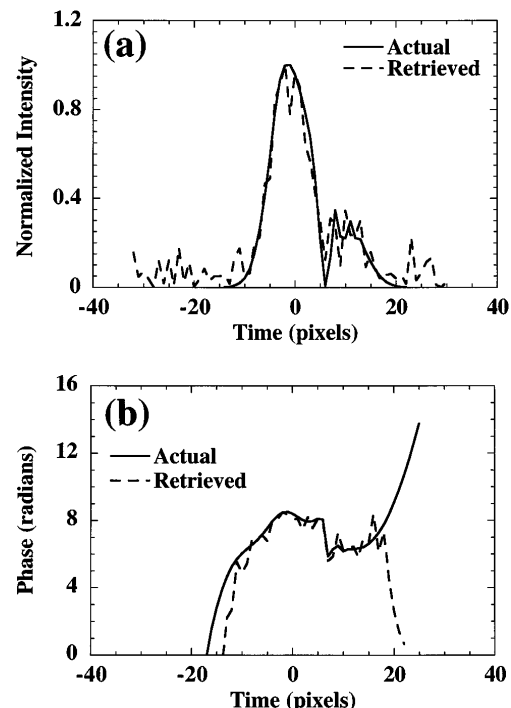 (a)
Actual
Retrieved
Normalized Intensity
1.2
0.8
0.4
0
-40 -20 0 20 40
Time (pixels)
(b)
Actual
Retrieved
Phase (radians)
16
12
8
4
0
-40 -20 0 20 40
Time (pixels)